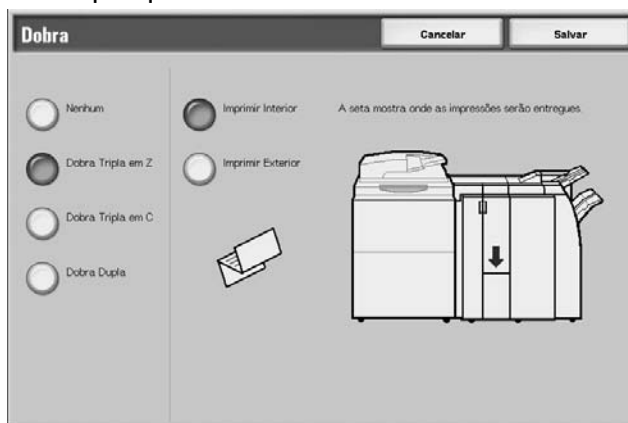 Dobra
Cancelar
Salvar
Nenhum
Dobra Tripla em Z
Dobra Tripla em C
Dobra Dupla
Imprimir Interior
Imprimir Exterior
A seta mostra onde as impressões serão entregues.